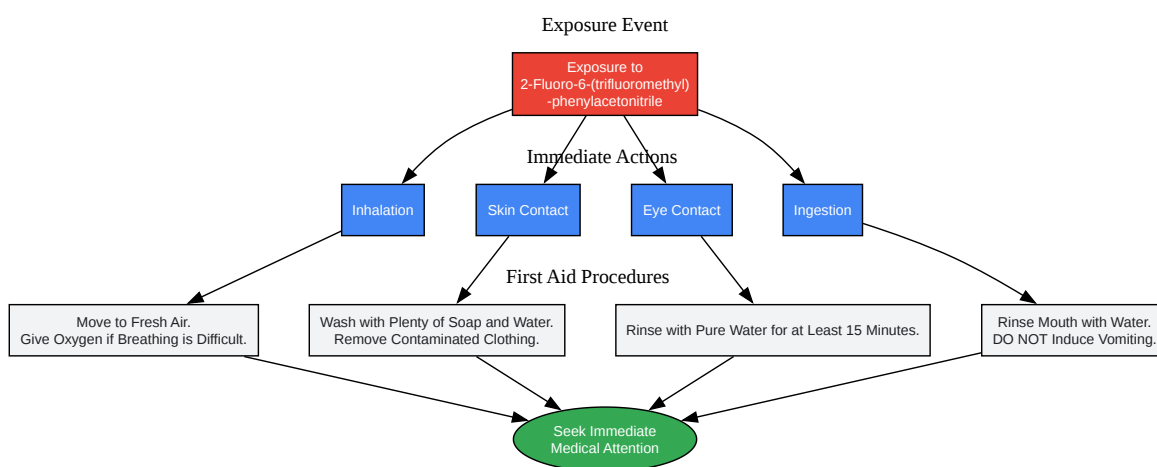 Exposure Event
Exposure to
2-Fluoro-6-(trifluoromethyl)
-phenylacetonitrile
Immediate Actions
Inhalation
Skin Contact
Eye Contact
Ingestion
First Aid Procedures
Move to Fresh Air.
Give Oxygen if Breathing is Difficult.
Wash with Plenty of Soap and Water.
Remove Contaminated Clothing.
Rinse with Pure Water for at Least 15 Minutes.
Rinse Mouth with Water.
DO NOT Induce Vomiting.
Seek Immediate
Medical Attention